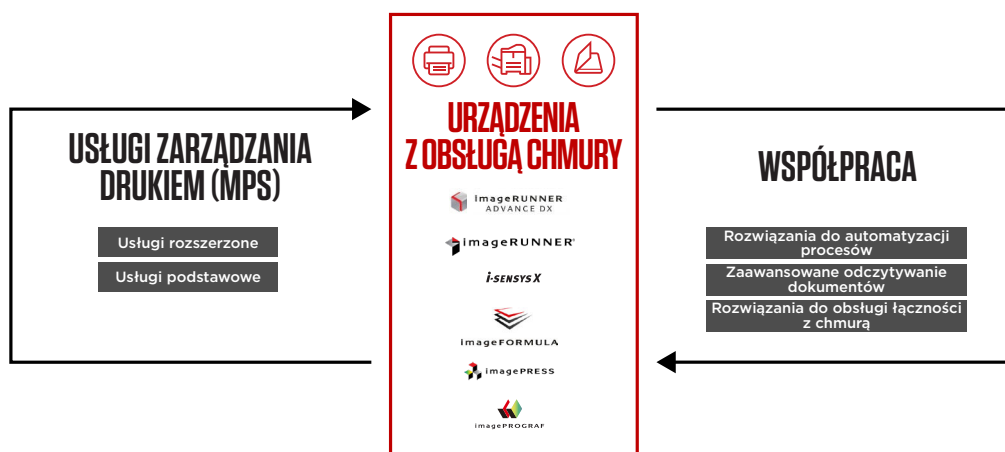 USŁUGI ZARZĄDZANIA
DRUKIEM (MPS)
Usługi rozszerzone
Usługi podstawowe
URZĄDZENIA
Z OBSŁUGĄ CHMURY
imageRUNNER
ADVANCE DX
imageRUNNER
i-SENSYS X
imageFORMULA
imagePRESS
imagePROGRAF
WSPÓŁPRACA
Rozwiązania do automatyzacji
procesów
Zaawansowane odczytywanie
dokumentów
Rozwiązania do obsługi łączności
z chmurą